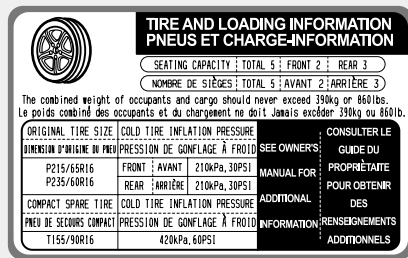 TIRE AND LOADING INFORMATION
PNEUS ET CHARGE-INFORMATION
SEATING CAPACITY TOTAL 5 FRONT 2 REAR 3
NOMBRE DE SIÈGES TOTAL 5 AVANT 2 ARRIÈRE 3
The combined weight of occupants and cargo should never exceed 390kg or 860lbs.
Le poids combiné des occupants et du chargement ne doit Jamais excéder 390kg ou 860lb.
ORIGINAL TIRE SIZE COLD TIRE INFLATION PRESSURE
DIMENSION D'ORIGINE DU PNEU PRESSION DE GONFLAGE À FROID
P215/65R16
P235/60R16
FRONT AVANT 210kPa,30PSI
REAR ARRIÈRE 210kPa,30PSI
COMPACT SPARE TIRE COLD TIRE INFLATION PRESSURE
PNEU DE SECOURS COMPACT PRESSION DE GONFLAGE À FROID
T155/90R16 420kPa,60PSI
SEE OWNER'S
MANUAL FOR
ADDITIONAL
INFORMATION
CONSULTER LE
GUIDE DU
PROPRIÈTAITE
POUR OBTENIR
DES
RENSEIGNEMENTS
ADDITIONNELS